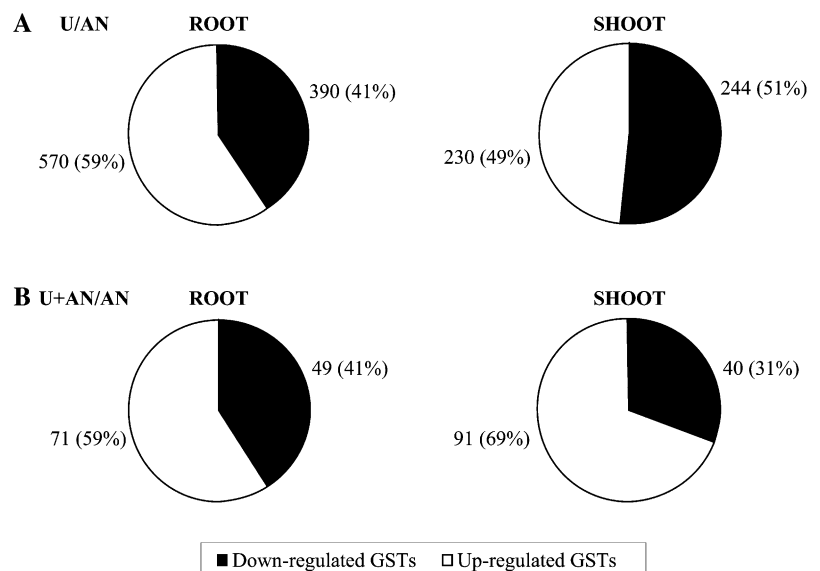 A U/AN ROOT SHOOT
390 (41%)
244 (51%)
570 (59%)
230 (49%)
B U+AN/AN ROOT SHOOT
49 (41%)
40 (31%)
71 (59%)
91 (69%)
Down-regulated GSTs Up-regulated GSTs